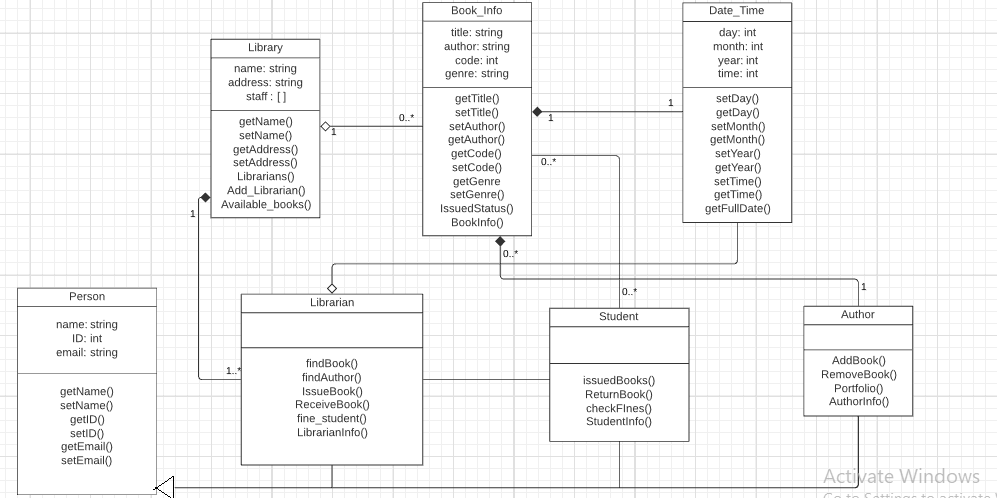 Book_Info
title: string
author: string
code: int
genre: string
getTitle()
setTitle()
setAuthor()
getAuthor()
getCode()
setCode()
getGenre
setGenre()
IssuedStatus()
BookInfo()
Date_Time
day: int
month: int
year: int
time: int
setDay()
getDay()
setMonth()
getMonth()
setYear()
getYear()
setTime()
getTime()
getFullDate()
Library
name: string
address: string
staff : [ ]
getName()
setName()
getAddress()
setAddress()
Librarians()
Add_Librarian()
Available_books()
1
0..*
1
1
0..*
1
0..*
0..*
1
1..*
Person
name: string
ID: int
email: string
getName()
setName()
getID()
setID()
getEmail()
setEmail()
Librarian
findBook()
findAuthor()
IssueBook()
ReceiveBook()
fine_student()
LibrarianInfo()
Student
issuedBooks()
ReturnBook()
checkFInes()
StudentInfo()
Author
AddBook()
RemoveBook()
Portfolio()
AuthorInfo()
Activate Windows
Go to Settings to activate